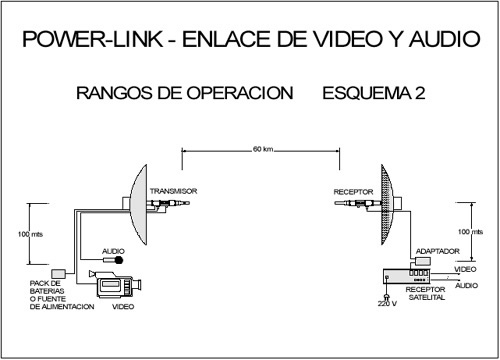 POWER-LINK - ENLACE DE VIDEO Y AUDIO
RANGOS DE OPERACION ESQUEMA 2
60 km
TRANSMISOR
RECEPTOR
100 mts
100 mts
AUDIO
ADAPTADOR
PACK DE
BATERIAS
O FUENTE
DE ALIMENTACION
VIDEO
VIDEO
AUDIO
RECEPTOR
SATELITAL
220 V